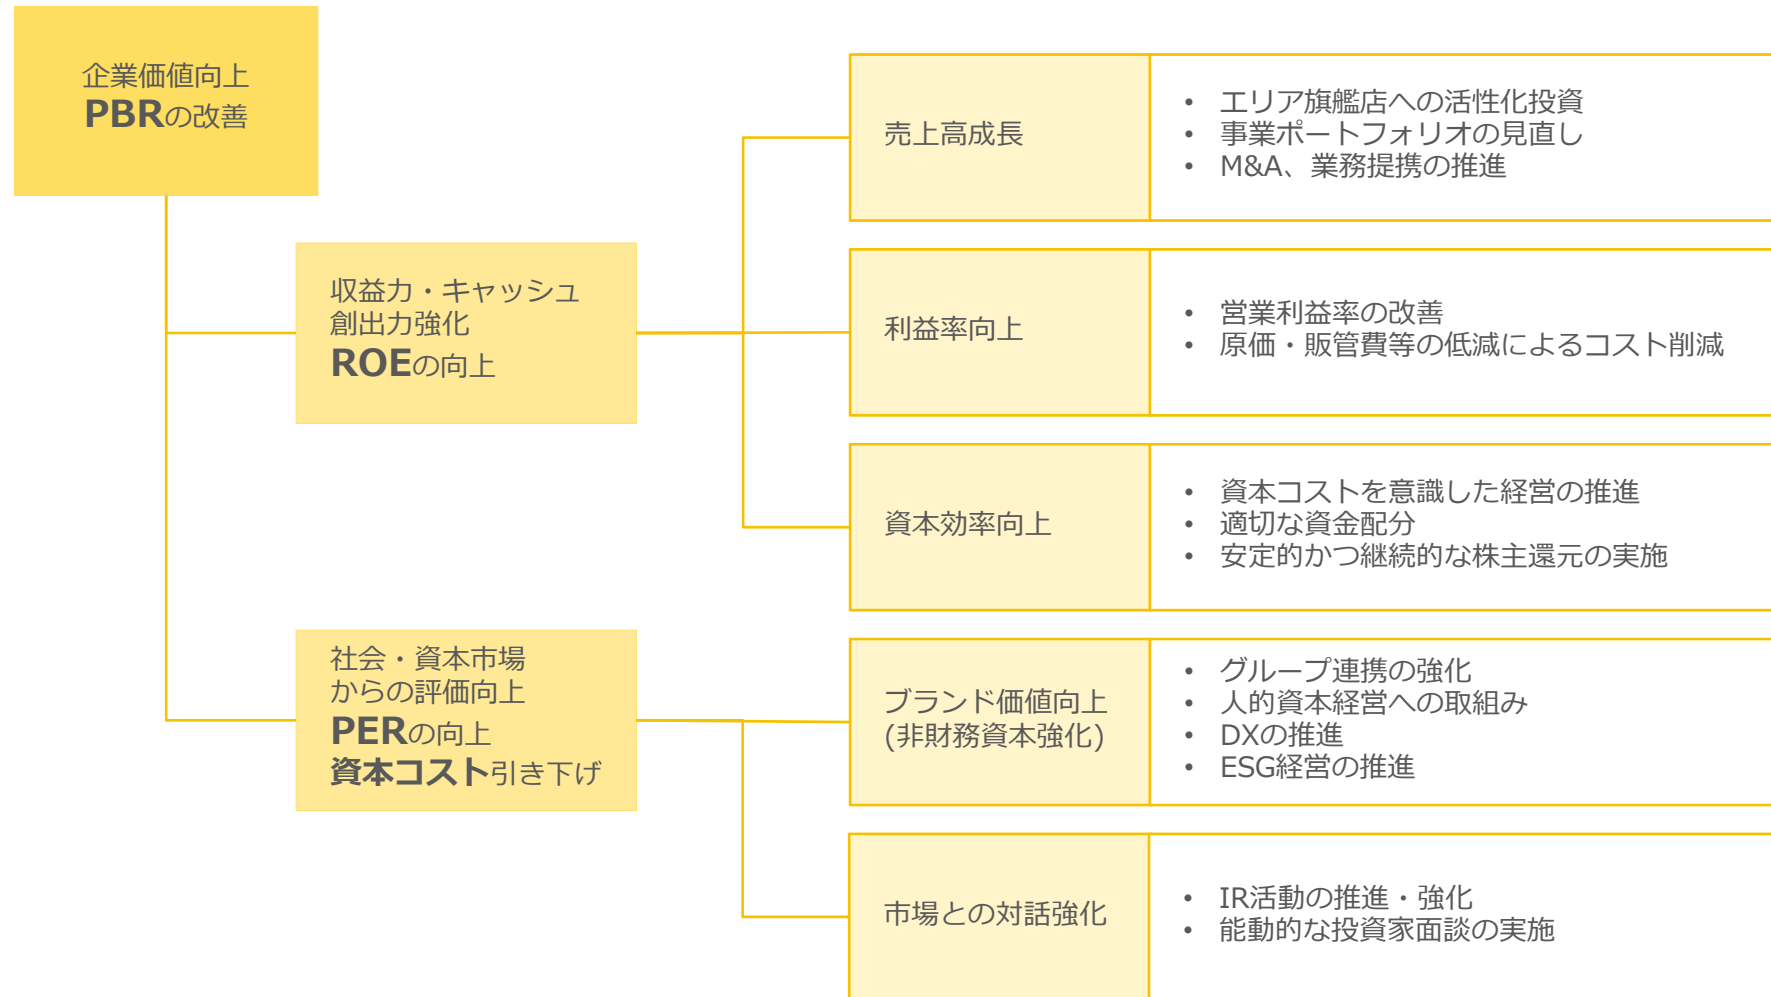 企業価値向上
PBRの改善
収益力・キャッシュ
創出力強化
ROEの向上
売上高成長
• エリア旗艦店への活性化投資
• 事業ポートフォリオの見直し
• M&A、業務提携の推進
利益率向上
• 営業利益率の改善
• 原価・販管費等の低減によるコスト削減
資本効率向上
• 資本コストを意識した経営の推進
• 適切な資金配分
• 安定的かつ継続的な株主還元の実施
社会・資本市場
からの評価向上
PERの向上
資本コスト引き下げ
ブランド価値向上
(非財務資本強化)
• グループ連携の強化
• 人的資本経営への取組み
• DXの推進
• ESG経営の推進
市場との対話強化
• IR活動の推進・強化
• 能動的な投資家面談の実施